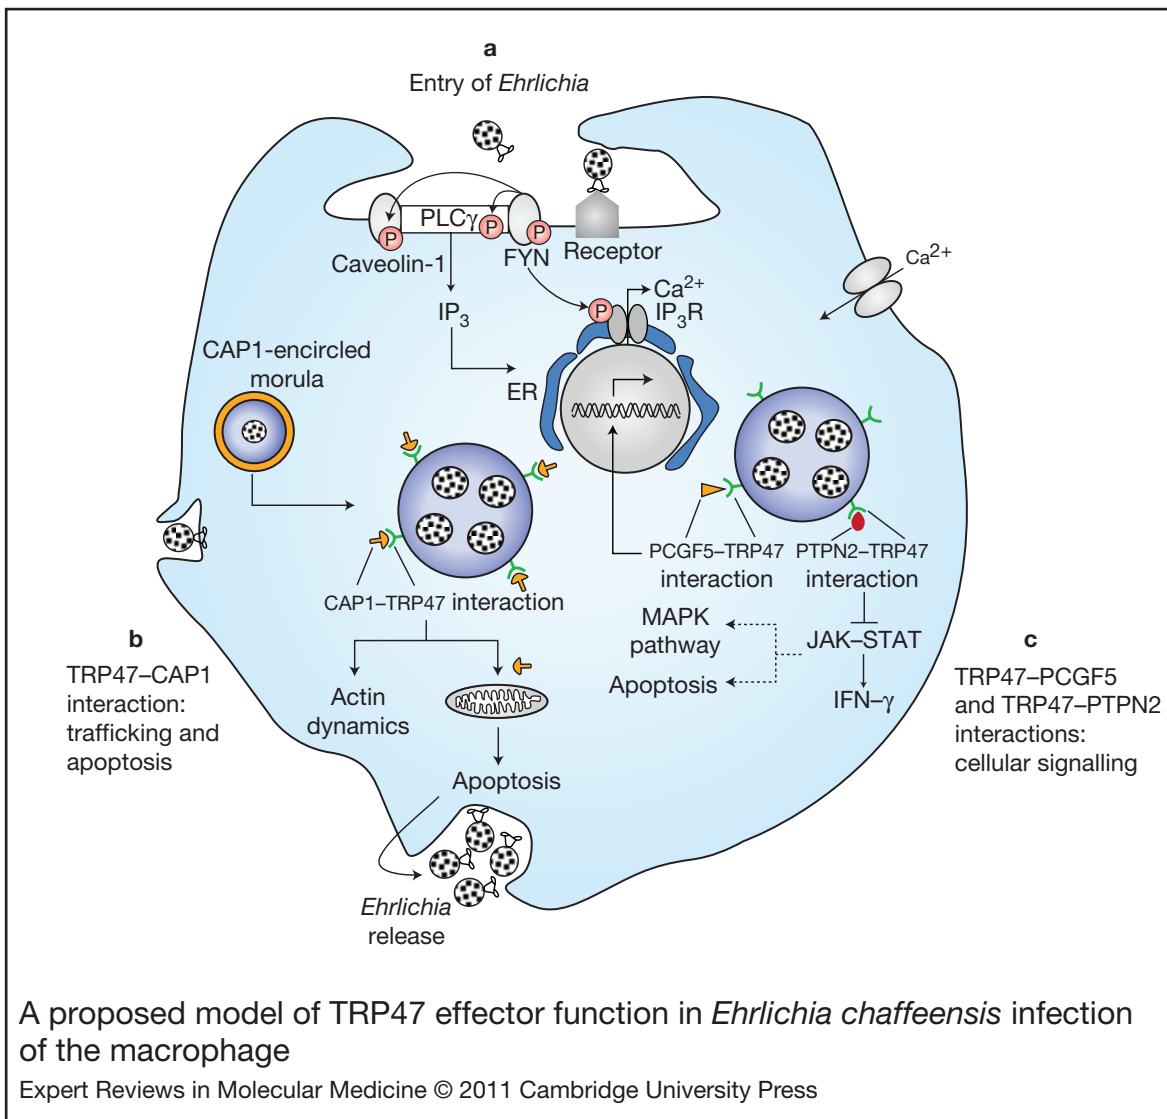 a
Entry of Ehrlichia
PLCγ
P
P
P
Caveolin-1
FYN
Receptor
Ca2+
IP3
P
Ca2+
IP3R
CAP1-encircled
morula
ER
PCGF5–TRP47
interaction
PTPN2–TRP47
interaction
CAP1–TRP47 interaction
MAPK
pathway
JAK–STAT
Apoptosis
IFN–γ
b
TRP47–CAP1
interaction:
trafficking and
apoptosis
Actin
dynamics
Apoptosis
c
TRP47–PCGF5
and TRP47–PTPN2
interactions:
cellular signalling
Ehrlichia
release
A proposed model of TRP47 effector function in Ehrlichia chaffeensis infection
of the macrophage
Expert Reviews in Molecular Medicine © 2011 Cambridge University Press